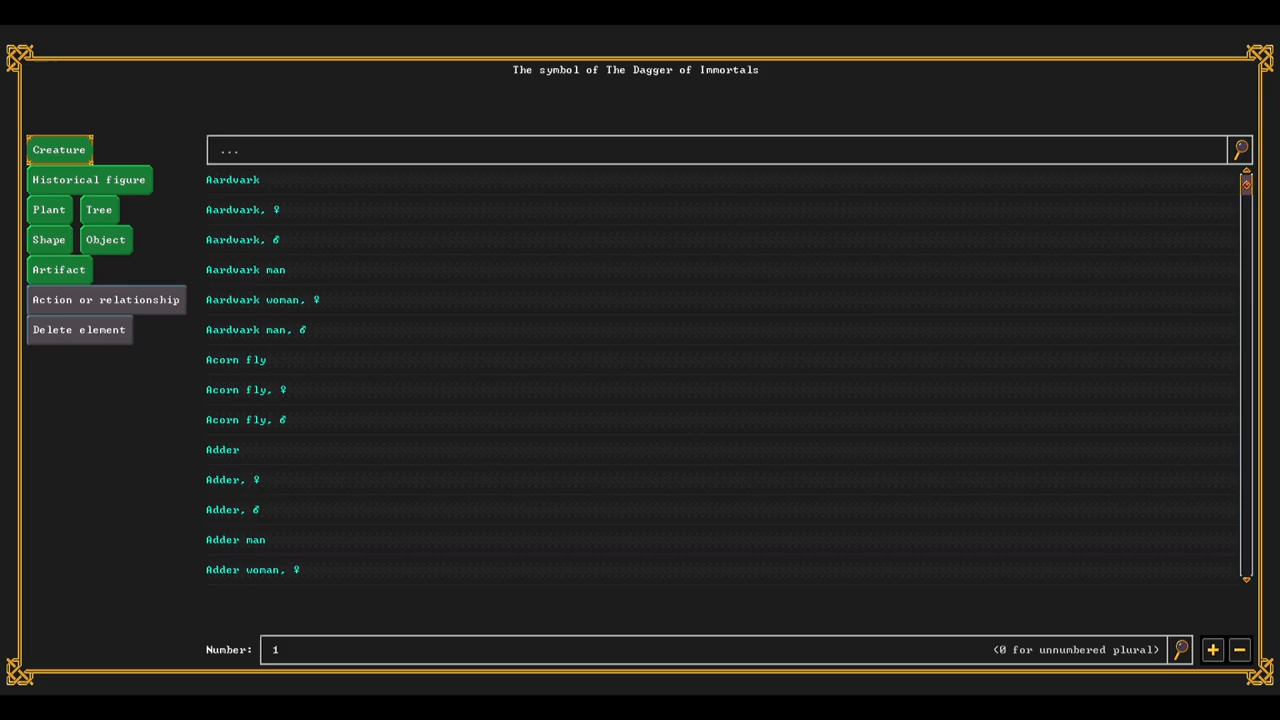 The symbol of The Dagger of Immortals
Creature
Historical figure
Plant Tree
Shape Object
Artifact
Action or relationship
Delete element
...
Aardvark
Aardvark, ♀
Aardvark, ♂
Aardvark man
Aardvark woman, ♀
Aardvark man, ♂
Acorn fly
Acorn fly, ♀
Acorn fly, ♂
Adder
Adder, ♀
Adder, ♂
Adder man
Adder woman, ♀
Number: 1 (0 for unnumbered plural) + −